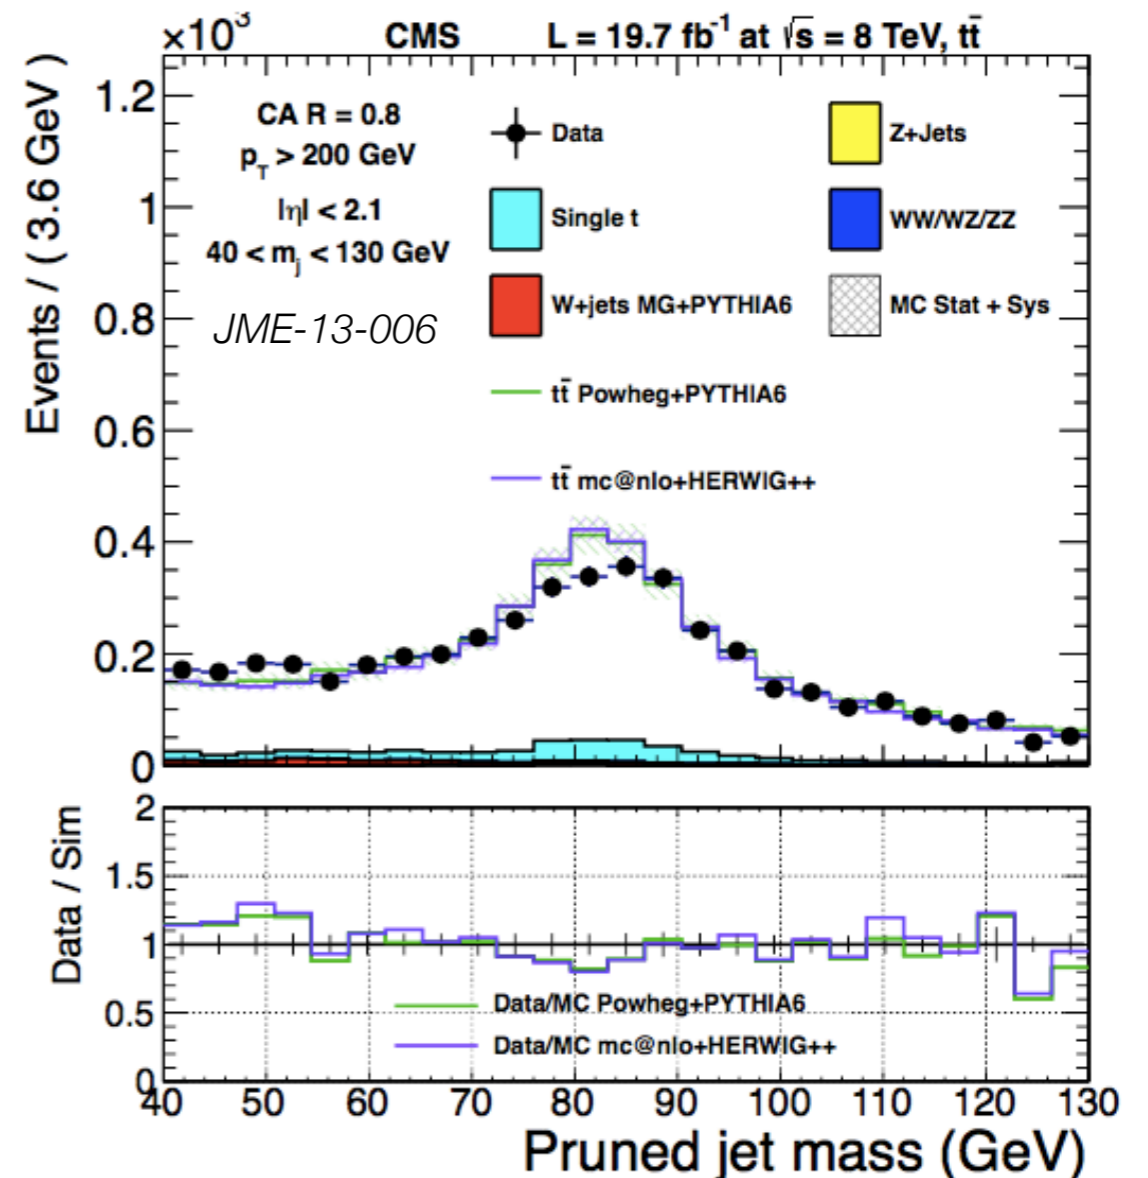 ×10³ CMS L = 19.7 fb⁻¹ at √s = 8 TeV, tt̄
Events / ( 3.6 GeV )
CA R = 0.8
p_T > 200 GeV
|η| < 2.1
40 < m_j < 130 GeV
JME-13-006
Data
Z+Jets
Single t
WW/WZ/ZZ
W+jets MG+PYTHIA6
MC Stat + Sys
tt̄ Powheg+PYTHIA6
tt̄ mc@nlo+HERWIG++
1.2
1
0.8
0.6
0.4
0.2
0
Data / Sim
2
1.5
1
0.5
0
Data/MC Powheg+PYTHIA6
Data/MC mc@nlo+HERWIG++
40 50 60 70 80 90 100 110 120 130
Pruned jet mass (GeV)